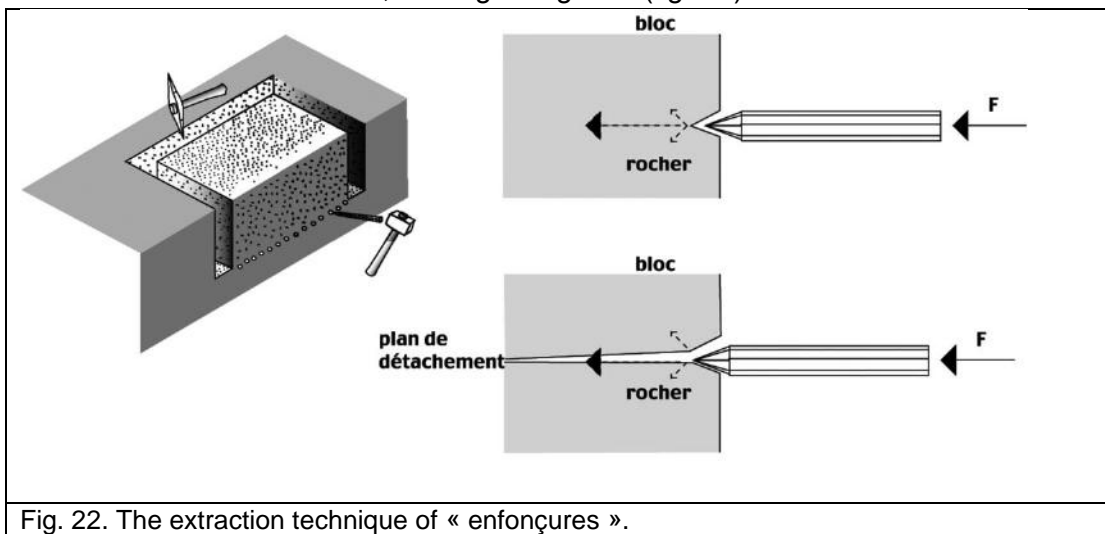 bloc
F
rocher
bloc
plan de
détachement
F
rocher
Fig. 22. The extraction technique of « enfonçures ».